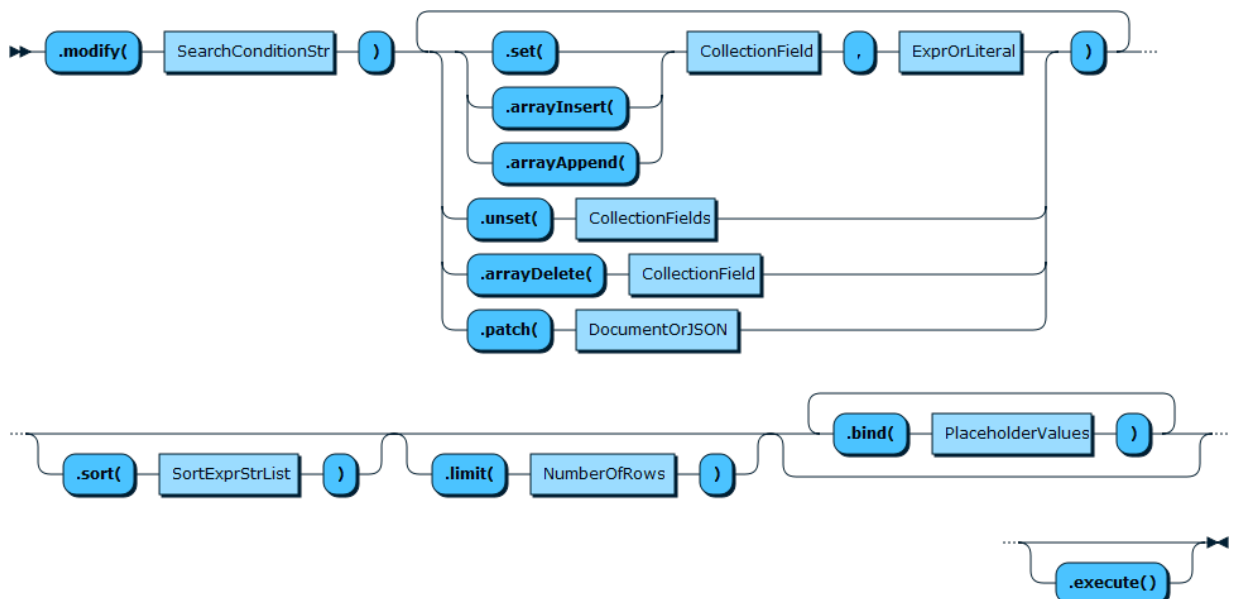 .modify( SearchConditionStr ) .set( CollectionField , ExprOrLiteral )
.arrayInsert(
.arrayAppend(
.unset( CollectionFields
.arrayDelete( CollectionField
.patch( DocumentOrJSON
.bind( PlaceholderValues )
.sort( SortExprStrList ) .limit( NumberOfRows )
.execute()